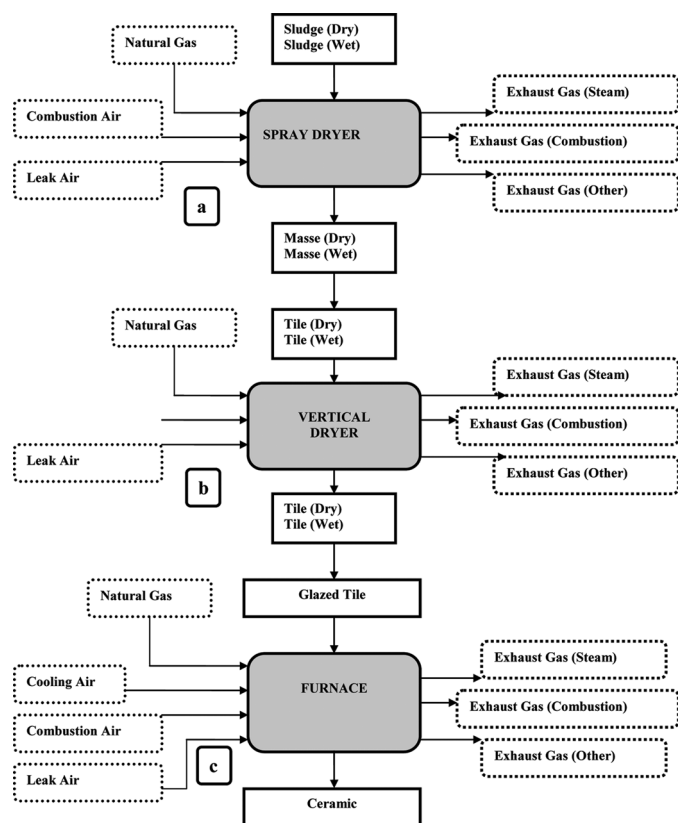 Sludge (Dry)
Sludge (Wet)
Natural Gas
Exhaust Gas (Steam)
Combustion Air
SPRAY DRYER
Exhaust Gas (Combustion)
Leak Air
Exhaust Gas (Other)
a
Masse (Dry)
Masse (Wet)
Natural Gas
Tile (Dry)
Tile (Wet)
Exhaust Gas (Steam)
VERTICAL
DRYER
Exhaust Gas (Combustion)
Leak Air
Exhaust Gas (Other)
b
Tile (Dry)
Tile (Wet)
Natural Gas
Glazed Tile
Exhaust Gas (Steam)
Cooling Air
FURNACE
Exhaust Gas (Combustion)
Combustion Air
Exhaust Gas (Other)
Leak Air
c
Ceramic